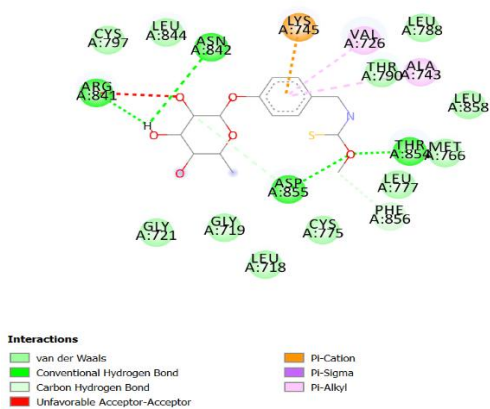 CYS
A:797
LEU
A:844
ASN
A:842
LYS
A:745
VAL
A:726
LEU
A:788
THR
A:790
ALA
A:743
ARG
A:841
LEU
A:858
H
O
O
O
O
O
N
S
O
THR
A:854
MET
A:766
ASP
A:855
LEU
A:777
PHE
A:856
GLY
A:721
GLY
A:719
CYS
A:775
LEU
A:718
Interactions
van der Waals
Conventional Hydrogen Bond
Carbon Hydrogen Bond
Unfavorable Acceptor-Acceptor
Pi-Cation
Pi-Sigma
Pi-Alkyl